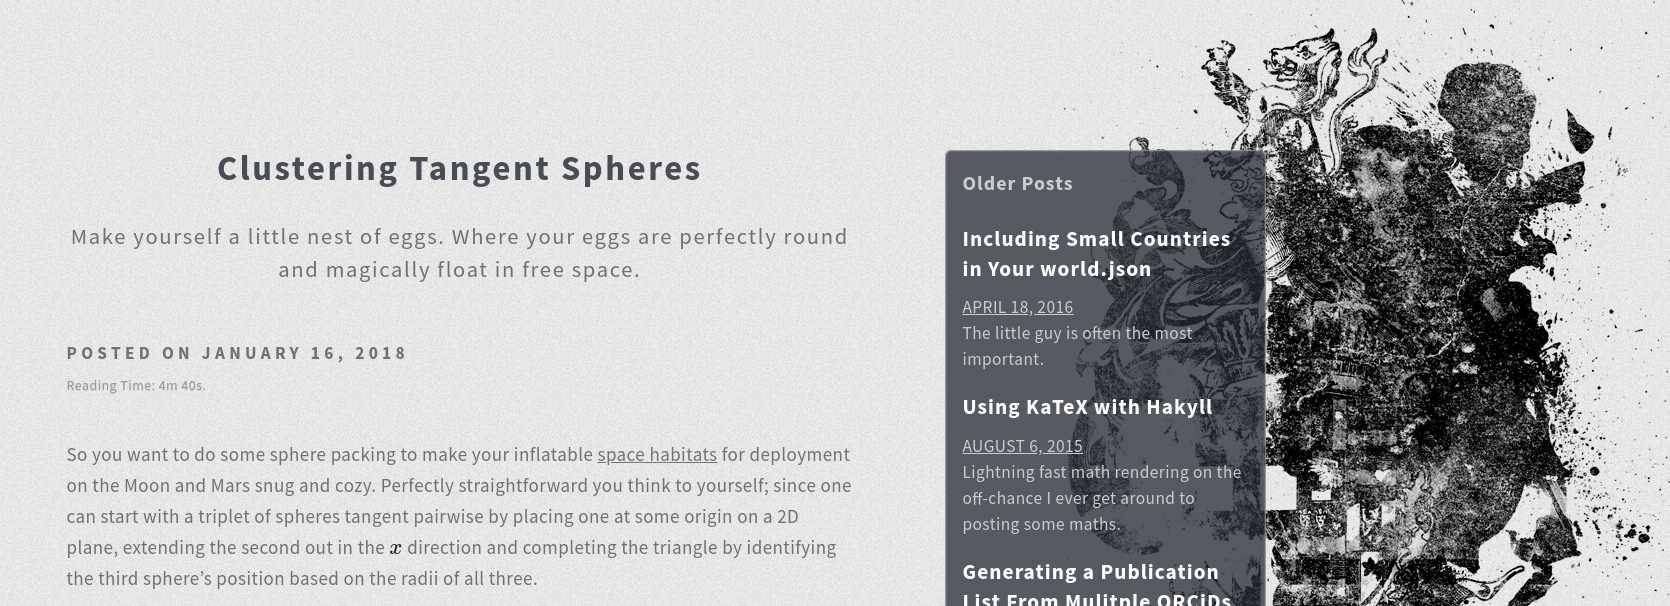 Clustering Tangent Spheres
Make yourself a little nest of eggs. Where your eggs are perfectly round
and magically float in free space.
POSTED ON JANUARY 16, 2018
Reading Time: 4m 40s.
So you want to do some sphere packing to make your inflatable space habitats for deployment
on the Moon and Mars snug and cozy. Perfectly straightforward you think to yourself; since one
can start with a triplet of spheres tangent pairwise by placing one at some origin on a 2D
plane, extending the second out in the x direction and completing the triangle by identifying
the third sphere’s position based on the radii of all three.
Older Posts
Including Small Countries
in Your world.json
APRIL 18, 2016
The little guy is often the most
important.
Using KaTeX with Hakyll
AUGUST 6, 2015
Lightning fast math rendering on the
off-chance I ever get around to
posting some maths.
Generating a Publication
List From Mulitple ORCiDs